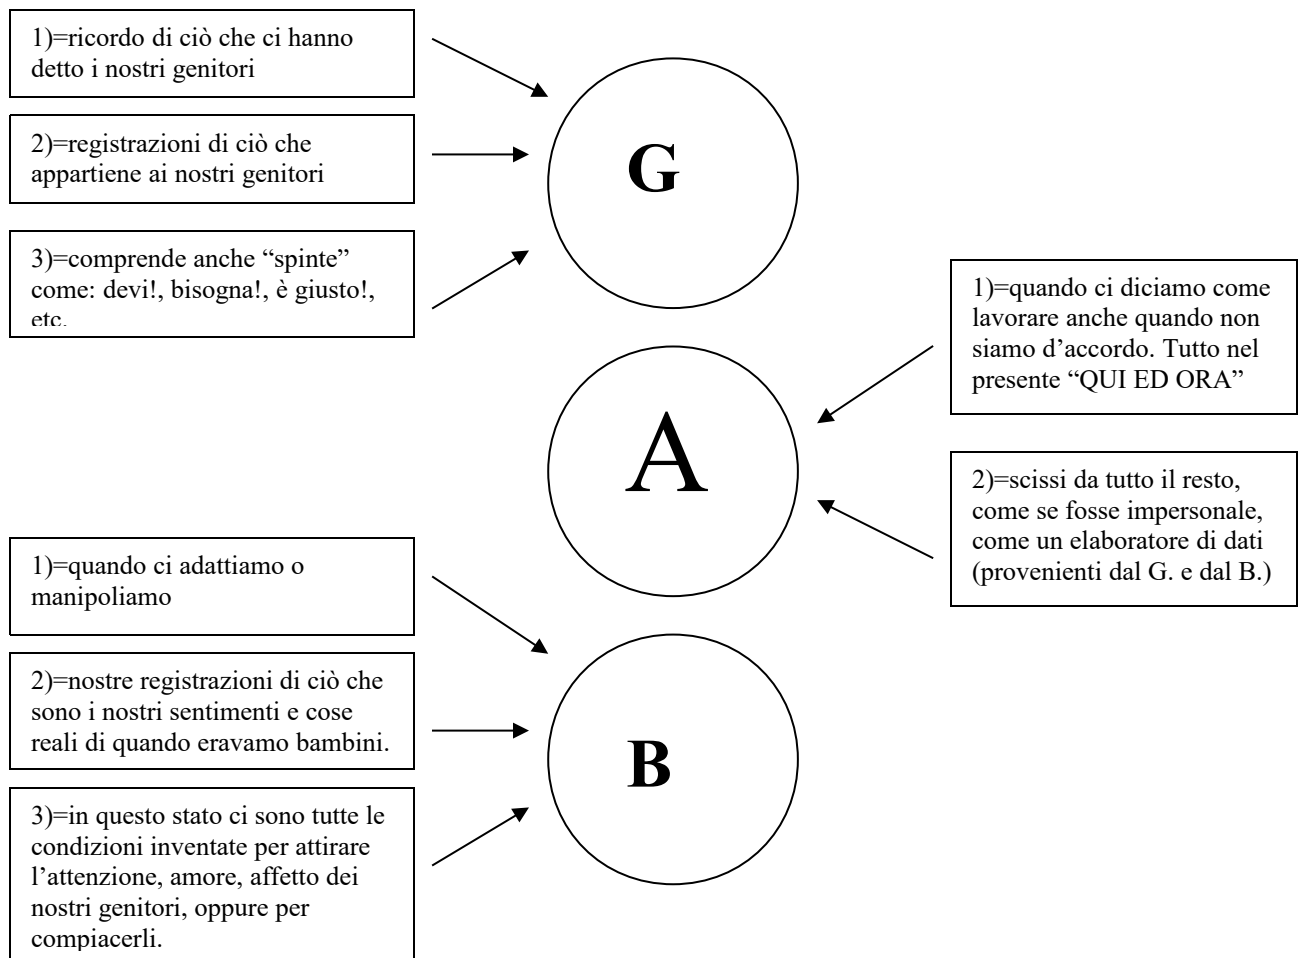 1)=ricordo di ciò che ci hanno
detto i nostri genitori
2)=registrazioni di ciò che
appartiene ai nostri genitori
3)=comprende anche “spinte”
come: devi!, bisogna!, è giusto!,
etc.
G
1)=quando ci diciamo come
lavorare anche quando non
siamo d’accordo. Tutto nel
presente “QUI ED ORA”
A
2)=scissi da tutto il resto,
come se fosse impersonale,
come un elaboratore di dati
(provenienti dal G. e dal B.)
1)=quando ci adattiamo o
manipoliamo
2)=nostre registrazioni di ciò che
sono i nostri sentimenti e cose
reali di quando eravamo bambini.
3)=in questo stato ci sono tutte le
condizioni inventate per attirare
l’attenzione, amore, affetto dei
nostri genitori, oppure per
compiacerli.
B